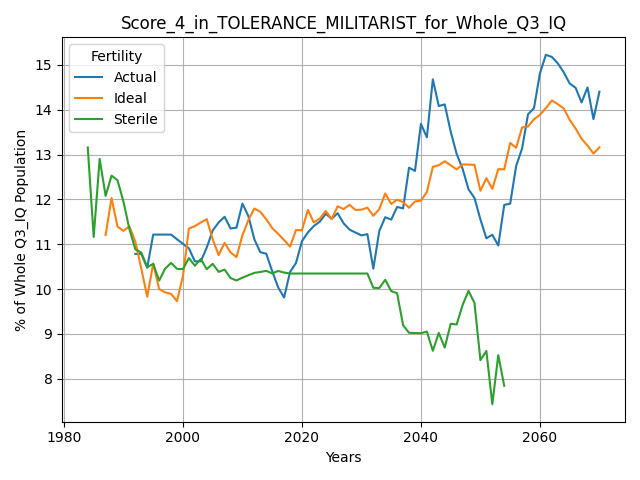 Score_4_in_TOLERANCE_MILITARIST_for_Whole_Q3_IQ
Fertility
Actual
Ideal
Sterile
% of Whole Q3_IQ Population
15
14
13
12
11
10
9
8
1980
2000
2020
2040
2060
Years